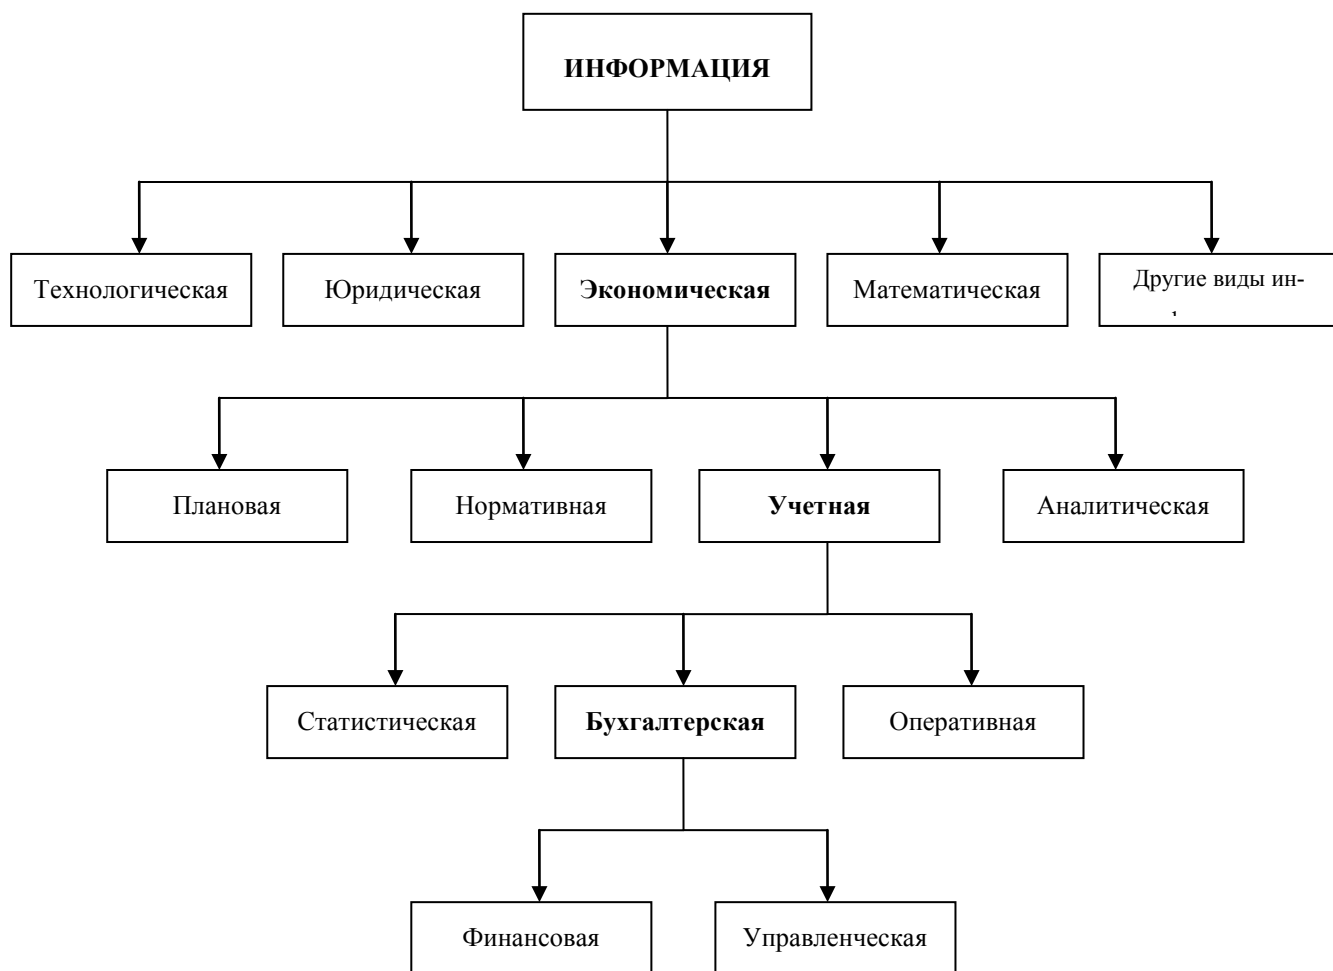 ИНФОРМАЦИЯ
Технологическая
Юридическая
Экономическая
Математическая
Другие виды ин-
Плановая
Нормативная
Учетная
Аналитическая
Статистическая
Бухгалтерская
Оперативная
Финансовая
Управленческая